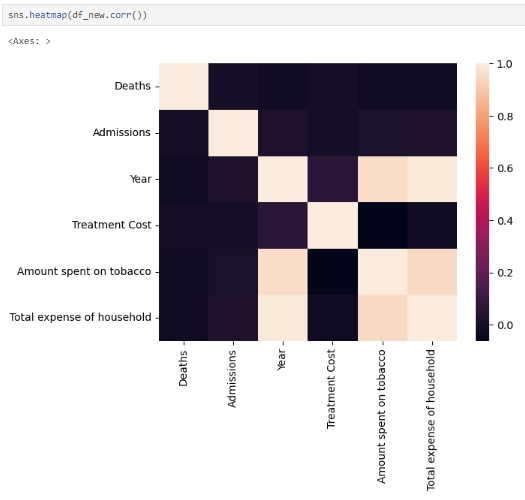 sns.heatmap(df_new.corr())
<Axes: >
Deaths
Admissions
Year
Treatment Cost
Amount spent on tobacco
Total expense of household
1.0
0.8
0.6
0.4
0.2
0.0
Deaths
Admissions
Year
Treatment Cost
Amount spent on tobacco
Total expense of household